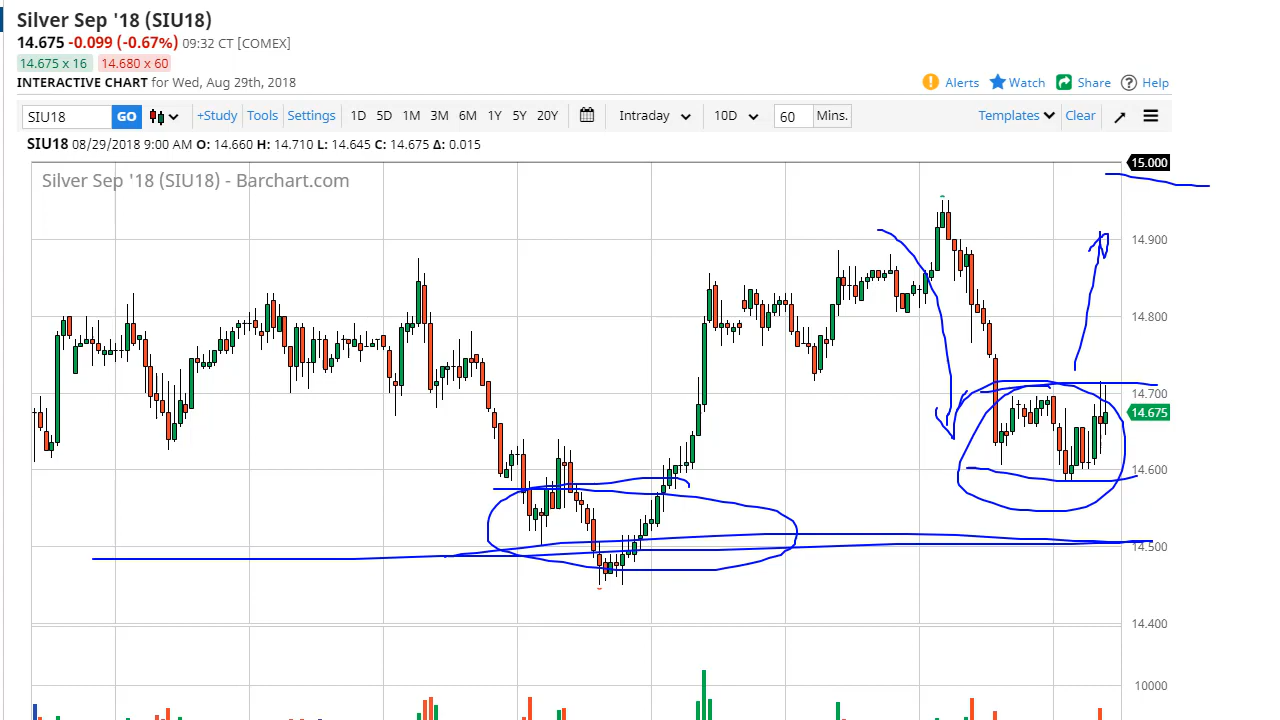 Silver Sep '18 (SIU18)
14.675 -0.099 (-0.67%) 09:32 CT [COMEX]
14.675 x 16 14.680 x 60
INTERACTIVE CHART for Wed, Aug 29th, 2018
Alerts Watch Share Help
SIU18 GO +Study Tools Settings 1D 5D 1M 3M 6M 1Y 5Y 20Y Intraday 10D 60 Mins. Templates Clear
SIU18 08/29/2018 9:00 AM O: 14.660 H: 14.710 L: 14.645 C: 14.675 Δ: 0.015
15.000
Silver Sep '18 (SIU18) - Barchart.com
14.900
14.800
14.700
14.675
14.600
14.500
14.400
10000